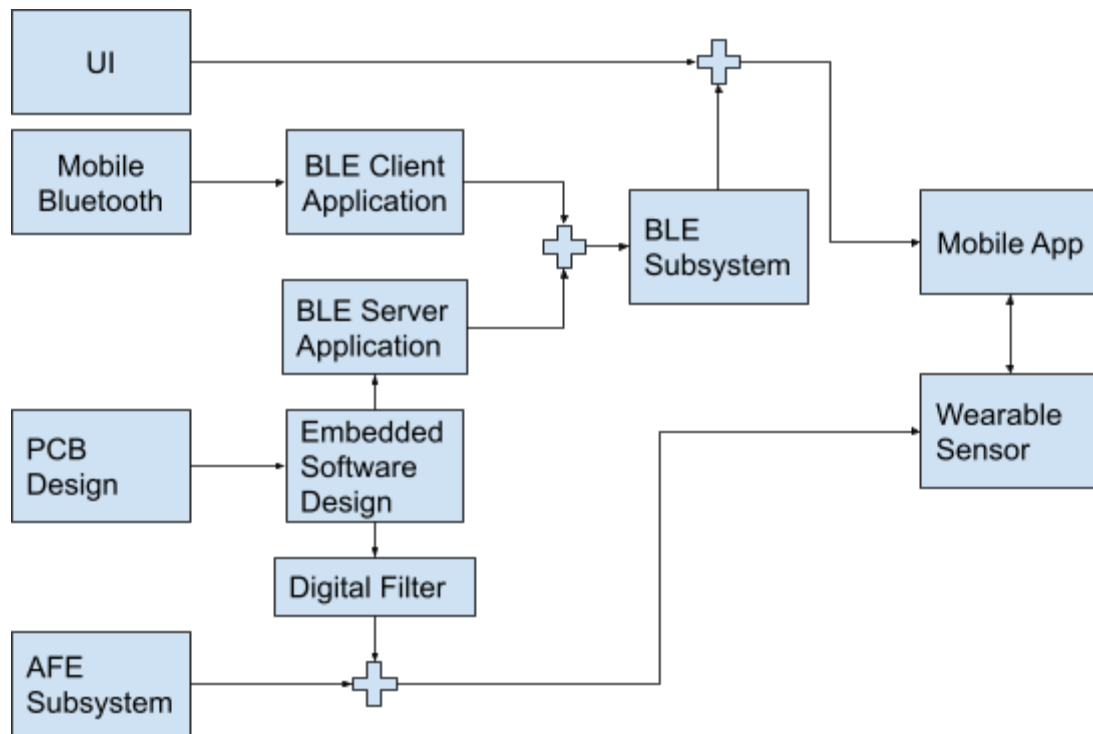 UI
Mobile
Bluetooth
BLE Client
Application
BLE
Subsystem
Mobile App
BLE Server
Application
PCB
Design
Embedded
Software
Design
Wearable
Sensor
Digital Filter
AFE
Subsystem